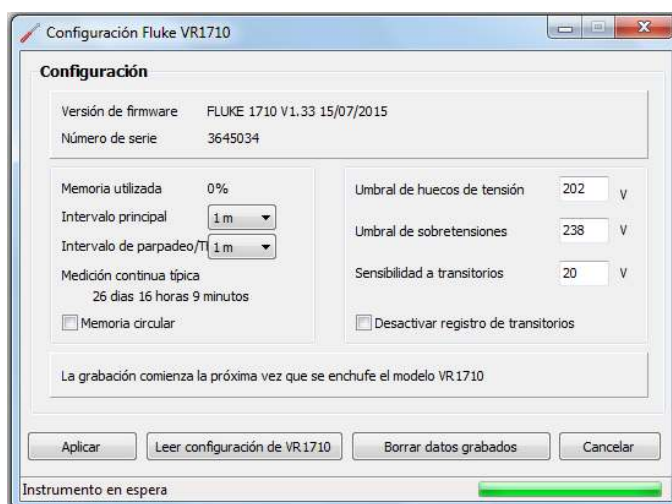 Configuración Fluke VR1710
Configuración
Versión de firmware FLUKE 1710 V1.33 15/07/2015
Número de serie 3645034
Memoria utilizada 0%
Intervalo principal 1 m
Intervalo de parpadeo/TI 1 m
Medición continua típica
26 dias 16 horas 9 minutos
Memoria circular
Umbral de huecos de tensión 202 V
Umbral de sobretensiones 238 V
Sensibilidad a transitorios 20 V
Desactivar registro de transitorios
La grabación comienza la próxima vez que se enchufe el modelo VR1710
Aplicar Leer configuración de VR1710 Borrar datos grabados Cancelar
Instrumento en espera